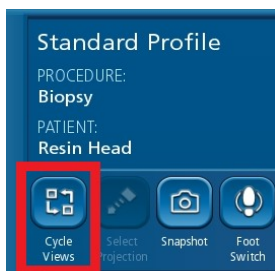 Standard Profile
PROCEDURE:
Biopsy
PATIENT:
Resin Head
Cycle Views
Select Projection
Snapshot
Foot Switch